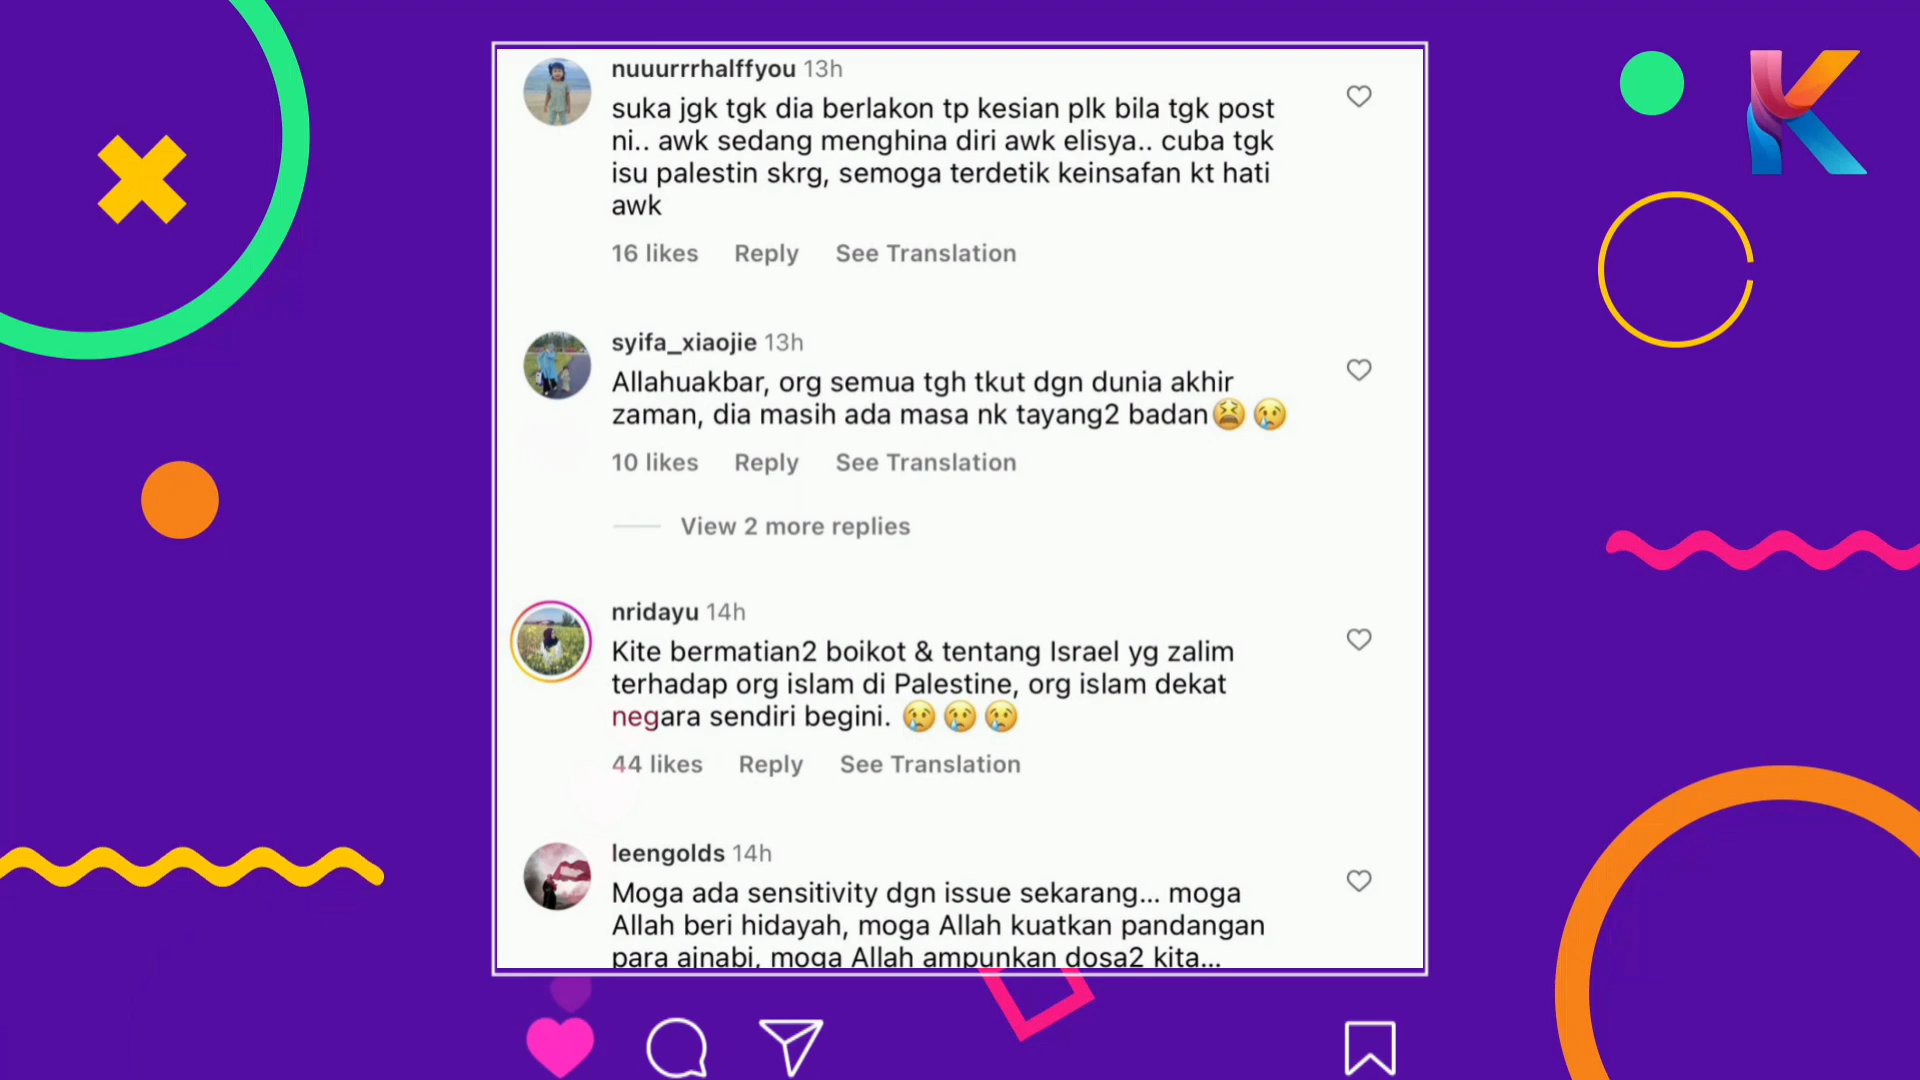 nuuurrrhalffyou 13h
suka jgk tgk dia berlakon tp kesian plk bila tgk post
ni.. awk sedang menghina diri awk elisya.. cuba tgk
isu palestin skrg, semoga terdetik keinsafan kt hati
awk
16 likes Reply See Translation
syifa_xiaojie 13h
Allahuakbar, org semua tgh tkut dgn dunia akhir
zaman, dia masih ada masa nk tayang2 badan😫😢
10 likes Reply See Translation
View 2 more replies
nridayu 14h
Kite bermatian2 boikot & tentang Israel yg zalim
terhadap org islam di Palestine, org islam dekat
negara sendiri begini. 😢😢😢
44 likes Reply See Translation
leengolds 14h
Moga ada sensitivity dgn issue sekarang... moga
Allah beri hidayah, moga Allah kuatkan pandangan
para ajnabi, moga Allah ampunkan dosa2 kita...
K